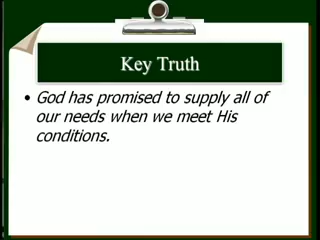 Key Truth
• God has promised to supply all of
our needs when we meet His
conditions.